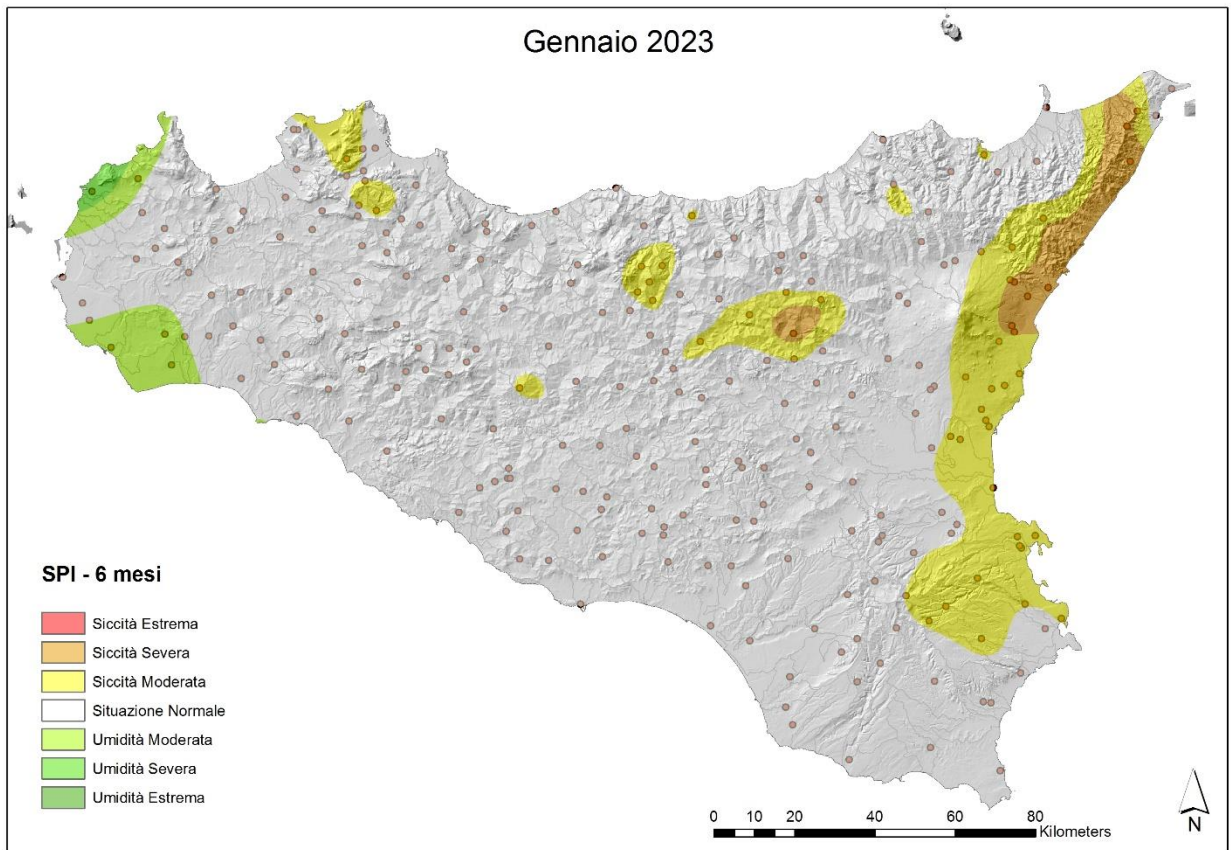 Gennaio 2023
SPI - 6 mesi
Siccità Estrema
Siccità Severa
Siccità Moderata
Situazione Normale
Umidità Moderata
Umidità Severa
Umidità Estrema
0 10 20 40 60 80
Kilometers
N